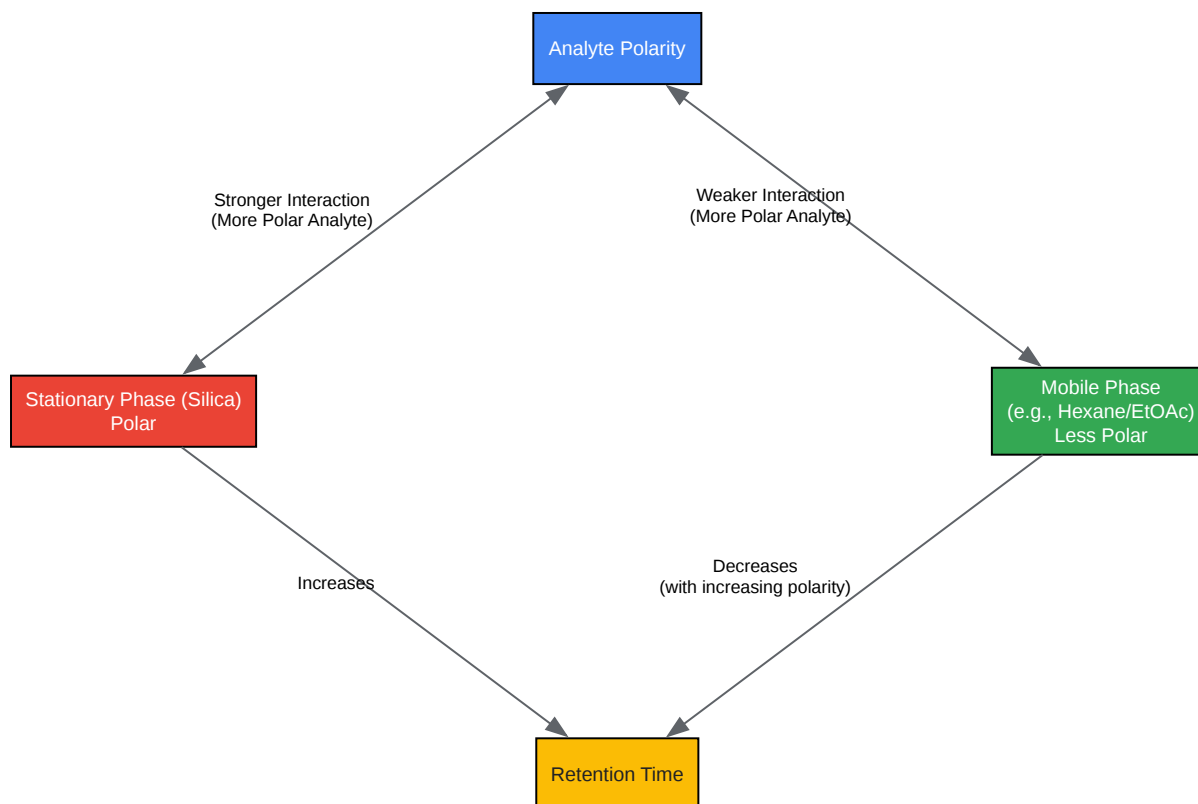 Analyte Polarity
Stronger Interaction
(More Polar Analyte)
Weaker Interaction
(More Polar Analyte)
Stationary Phase (Silica)
Polar
Mobile Phase
(e.g., Hexane/EtOAc)
Less Polar
Increases
Decreases
(with increasing polarity)
Retention Time